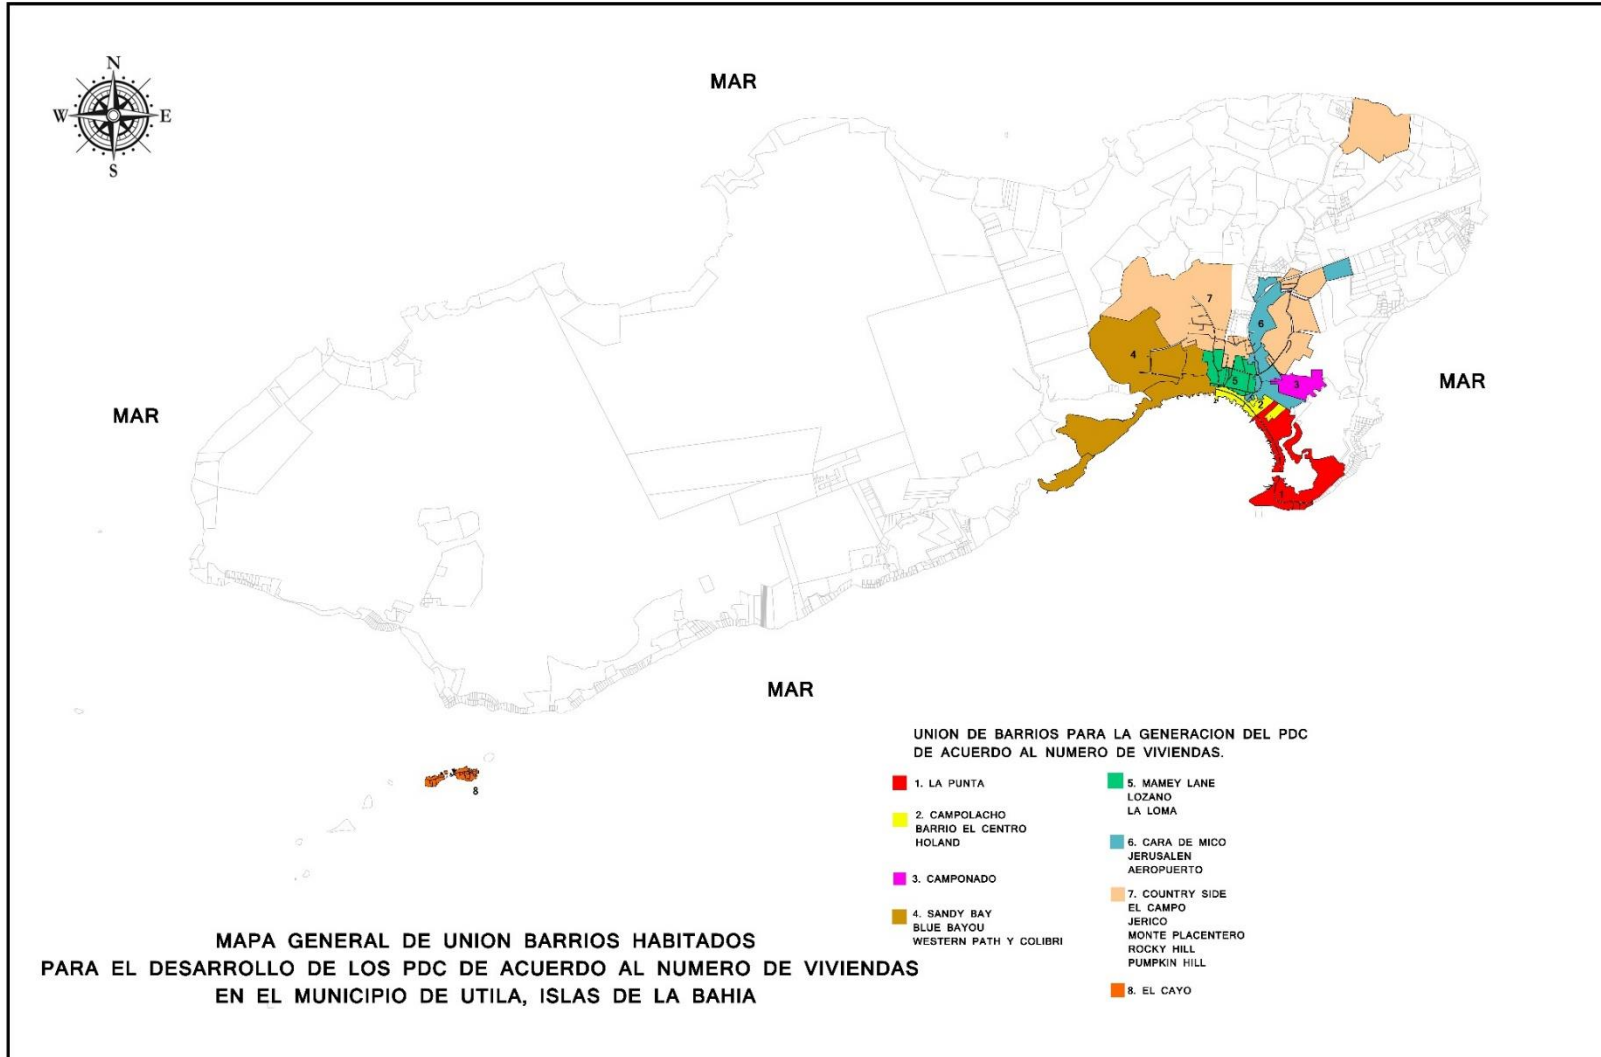 N
W E
S
MAR
MAR
MAR
MAR
7
6
4
3
5
2
1
8
UNION DE BARRIOS PARA LA GENERACION DEL PDC
DE ACUERDO AL NUMERO DE VIVIENDAS.
1. LA PUNTA
2. CAMPOLACHO
BARRIO EL CENTRO
HOLAND
3. CAMPONADO
4. SANDY BAY
BLUE BAYOU
WESTERN PATH Y COLIBRI
5. MAMEY LANE
LOZANO
LA LOMA
6. CARA DE MICO
JERUSALEN
AEROPUERTO
7. COUNTRY SIDE
EL CAMPO
JERICO
MONTE PLACENTERO
ROCKY HILL
PUMPKIN HILL
8. EL CAYO
MAPA GENERAL DE UNION BARRIOS HABITADOS
PARA EL DESARROLLO DE LOS PDC DE ACUERDO AL NUMERO DE VIVIENDAS
EN EL MUNICIPIO DE UTILA, ISLAS DE LA BAHIA